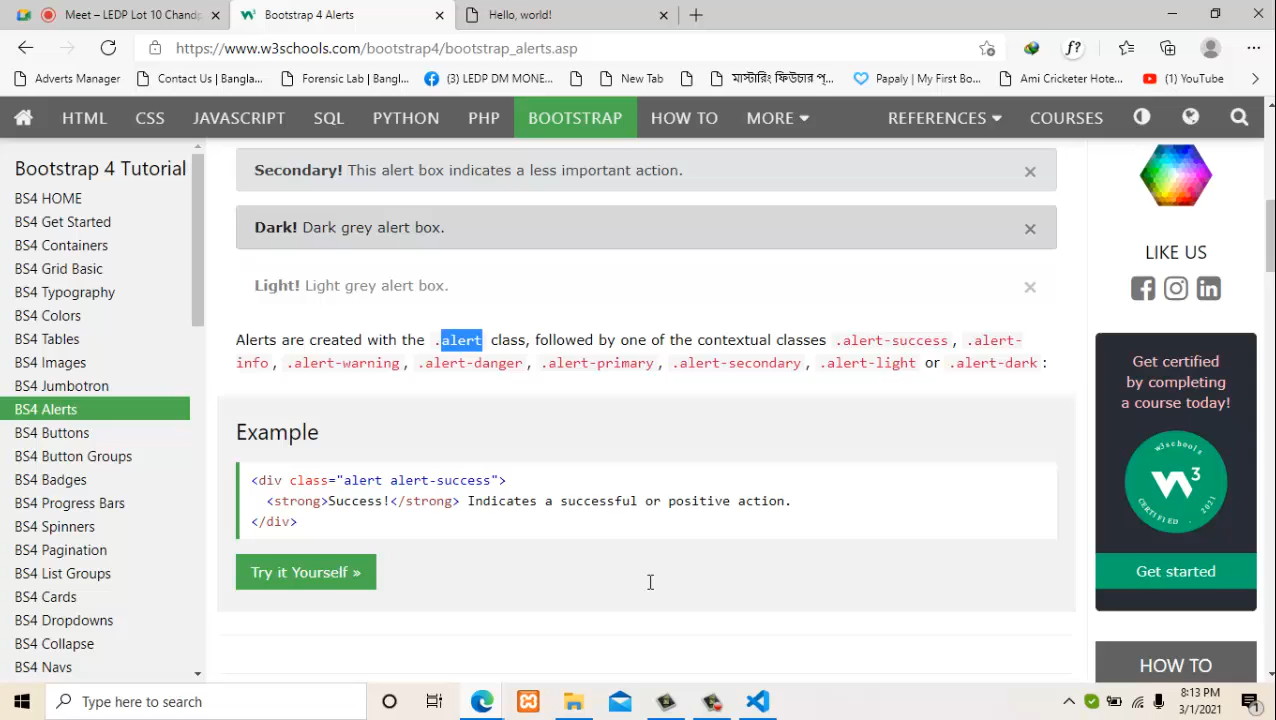 Meet – LEDP Lot 10 Chandp
Bootstrap 4 Alerts
Hello, world!
https://www.w3schools.com/bootstrap4/bootstrap_alerts.asp
Adverts Manager
Contact Us | Bangla...
Forensic Lab | Bangl...
(3) LEDP DM MONE...
New Tab
মাস্টারিং ফিউচার প্...
Papaly | My First Bo...
Ami Cricketer Hote...
(1) YouTube
HTML CSS JAVASCRIPT SQL PYTHON PHP BOOTSTRAP HOW TO MORE REFERENCES COURSES
Bootstrap 4 Tutorial
BS4 HOME
BS4 Get Started
BS4 Containers
BS4 Grid Basic
BS4 Typography
BS4 Colors
BS4 Tables
BS4 Images
BS4 Jumbotron
BS4 Alerts
BS4 Buttons
BS4 Button Groups
BS4 Badges
BS4 Progress Bars
BS4 Spinners
BS4 Pagination
BS4 List Groups
BS4 Cards
BS4 Dropdowns
BS4 Collapse
BS4 Navs
Secondary! This alert box indicates a less important action. ×
Dark! Dark grey alert box. ×
Light! Light grey alert box. ×
Alerts are created with the .alert class, followed by one of the contextual classes .alert-success, .alert-
info, .alert-warning, .alert-danger, .alert-primary, .alert-secondary, .alert-light or .alert-dark:
Example
<div class="alert alert-success">
<strong>Success!</strong> Indicates a successful or positive action.
</div>
Try it Yourself »
LIKE US
Get certified
by completing
a course today!
w3schools
W3
CERTIFIED . 2021
Get started
HOW TO
Type here to search
8:13 PM
3/1/2021
1